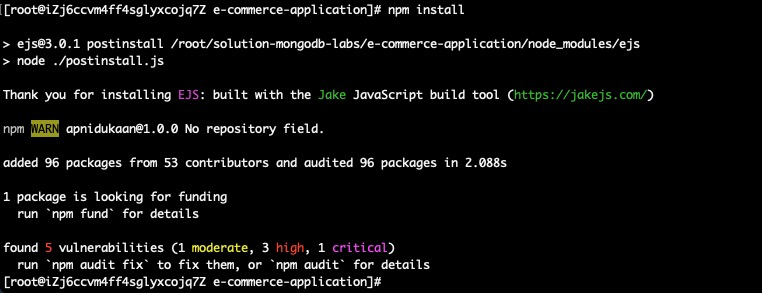 [root@iZj6ccvm4ff4sglyxcojq7Z e-commerce-application]# npm install
> ejs@3.0.1 postinstall /root/solution-mongodb-labs/e-commerce-application/node_modules/ejs
> node ./postinstall.js
Thank you for installing EJS: built with the Jake JavaScript build tool (https://jakejs.com/)
npm WARN apnidukaan@1.0.0 No repository field.
added 96 packages from 53 contributors and audited 96 packages in 2.088s
1 package is looking for funding
  run `npm fund` for details
found 5 vulnerabilities (1 moderate, 3 high, 1 critical)
  run `npm audit fix` to fix them, or `npm audit` for details
[root@iZj6ccvm4ff4sglyxcojq7Z e-commerce-application]#